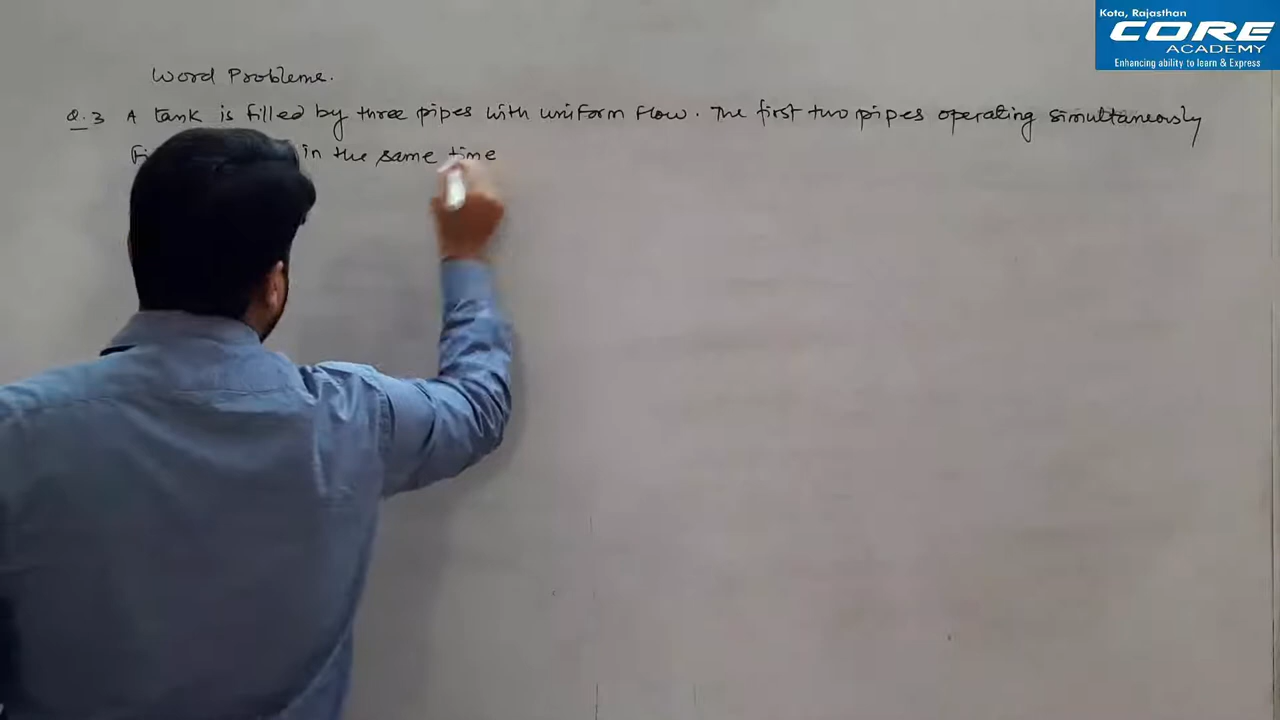 Kota, Rajasthan
CORE
ACADEMY
Enhancing ability to learn & Express
Word Probleme.
Q.3 A tank is filled by three pipes with uniform flow. The first two pipes operating simultaneously
in the same time